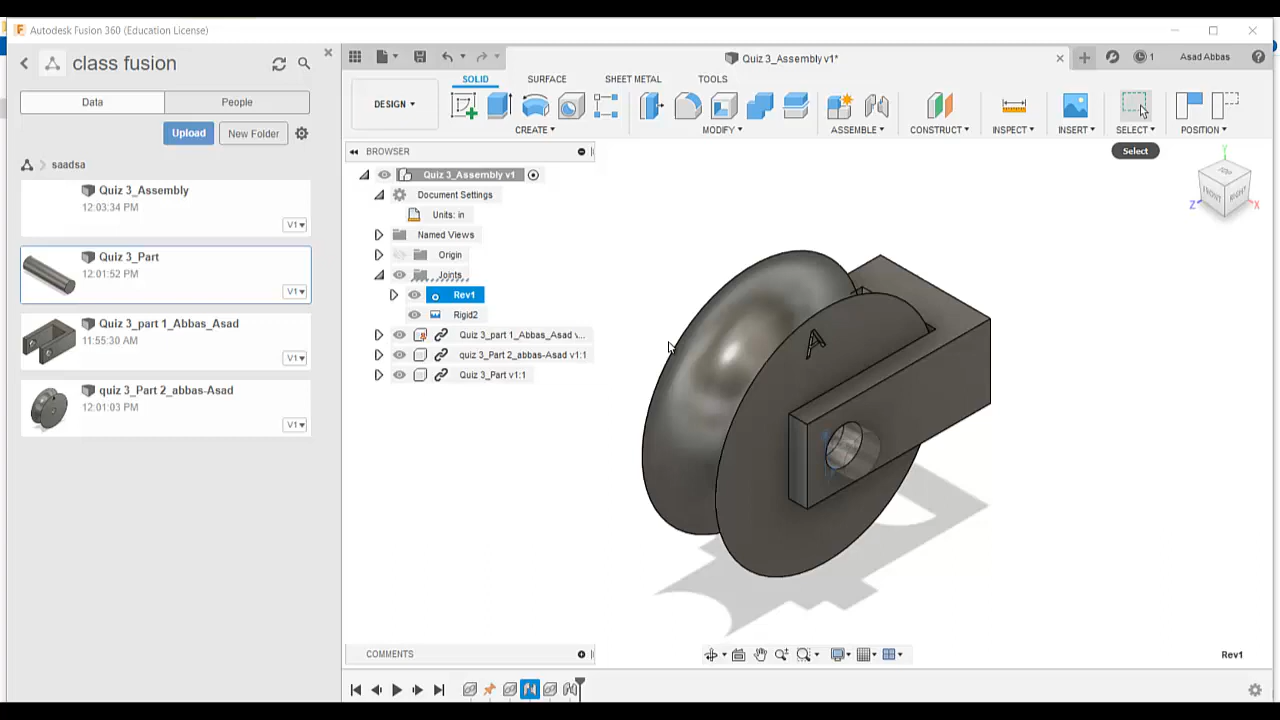 Autodesk Fusion 360 (Education License)
class fusion
Quiz 3_Assembly v1*
1
Asad Abbas
Data
People
SOLID
SURFACE
SHEET METAL
TOOLS
Upload
New Folder
DESIGN
CREATE
MODIFY
ASSEMBLE
CONSTRUCT
INSPECT
INSERT
SELECT
POSITION
Select
BROWSER
saadsa
Quiz 3_Assembly
12:03:34 PM
V1
Quiz 3_Part
12:01:52 PM
V1
Quiz 3_part 1_Abbas_Asad
11:55:30 AM
V1
quiz 3_Part 2_abbas-Asad
12:01:03 PM
V1
Quiz 3_Assembly v1
Document Settings
Units: in
Named Views
Origin
Joints
Rev1
Rigid2
Quiz 3_part 1_Abbas_Asad v...
quiz 3_Part 2_abbas-Asad v1:1
Quiz 3_Part v1:1
Y
TOP
FRONT
RIGHT
Z
X
A
COMMENTS
Rev1